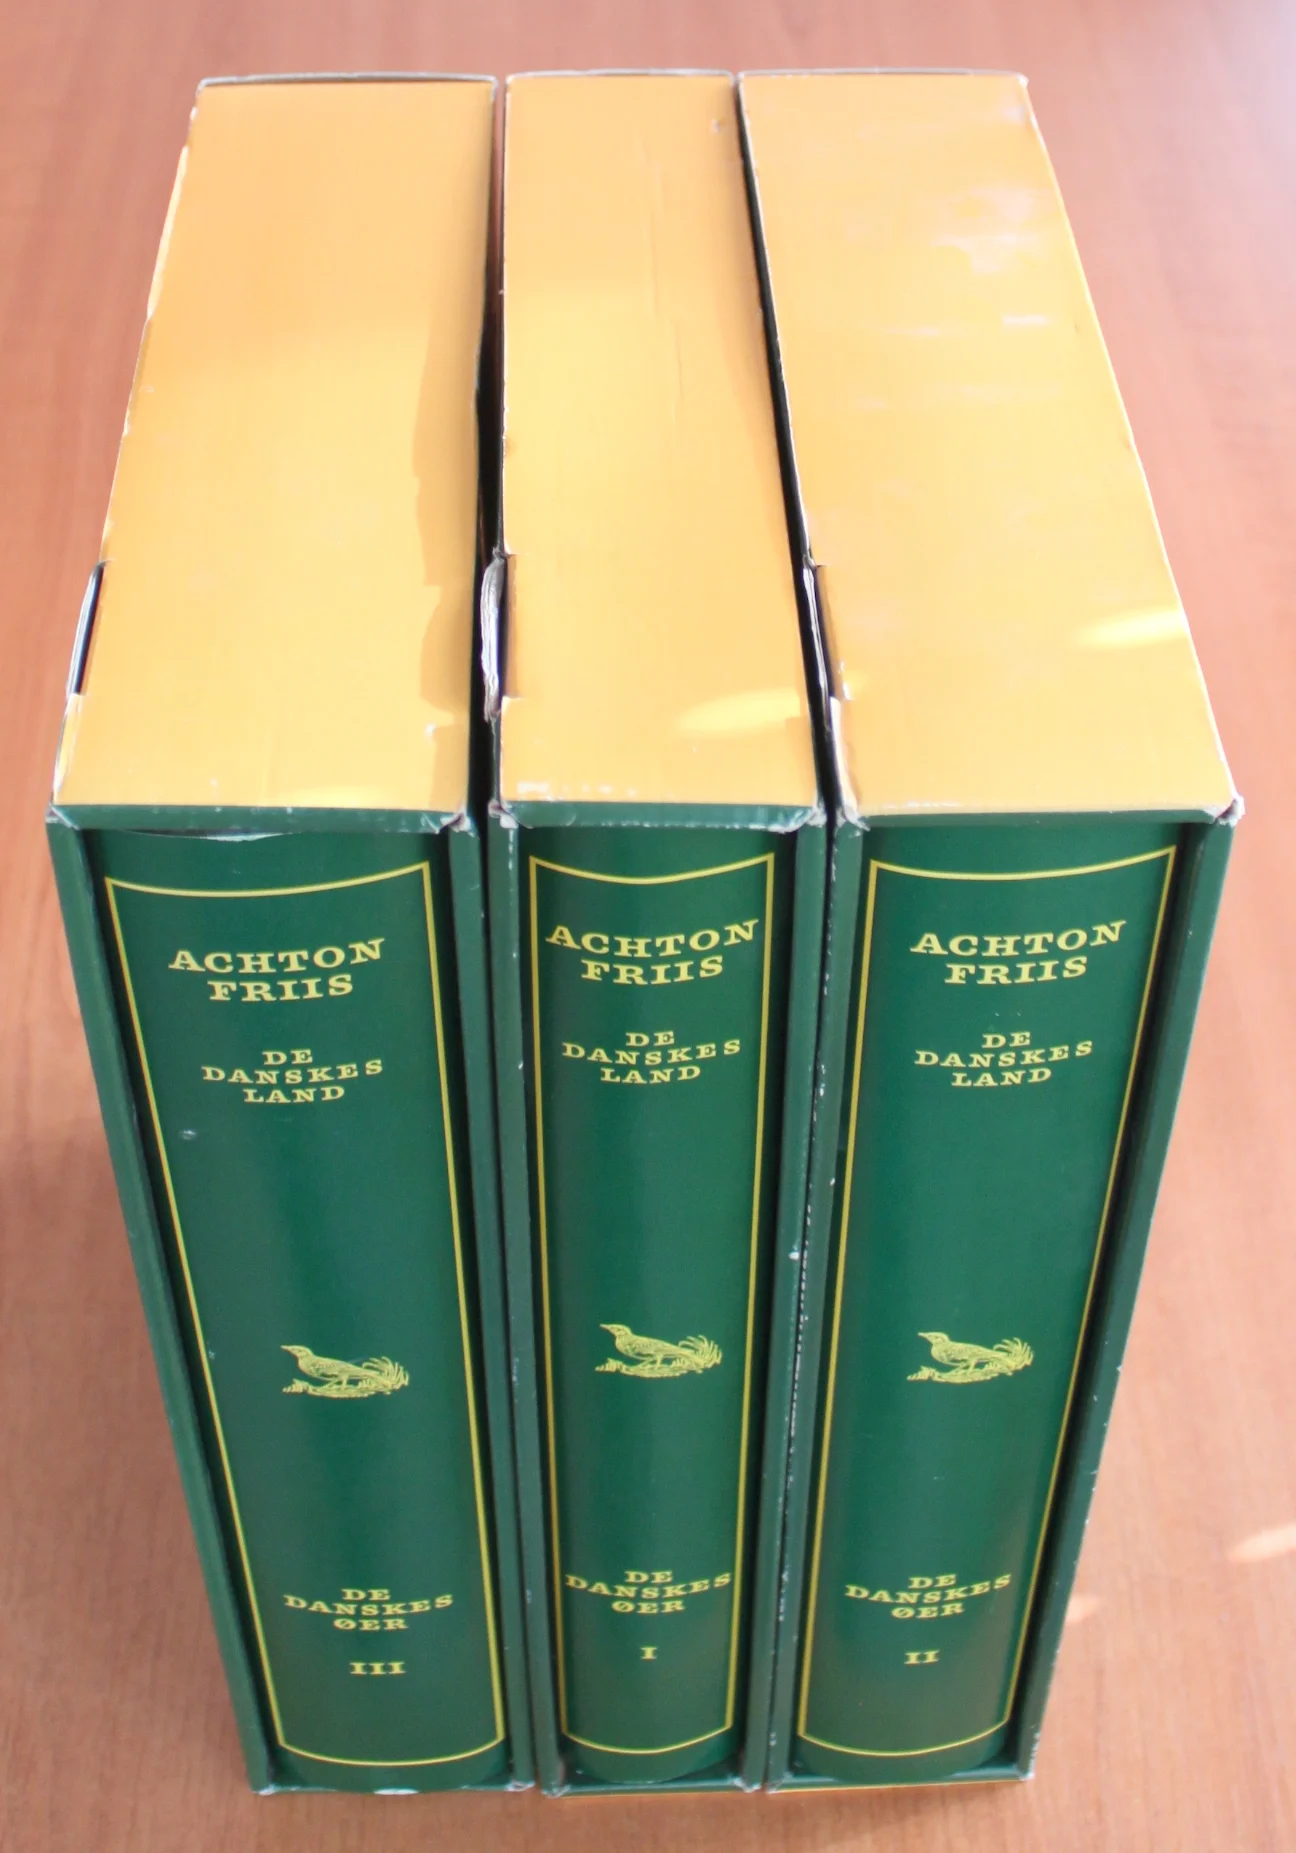 ACHTON
FRIIS
DE
DANSKES
LAND
DE
DANSKES
ØER
III
ACHTON
FRIIS
DE
DANSKES
LAND
DE
DANSKES
ØER
I
ACHTON
FRIIS
DE
DANSKES
LAND
DE
DANSKES
ØER
II